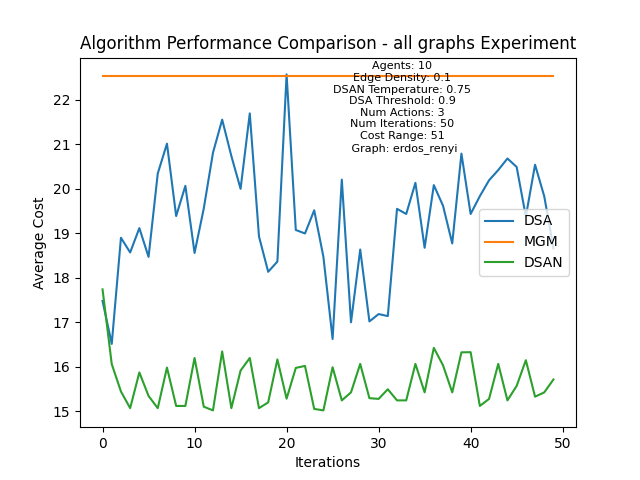 Algorithm Performance Comparison - all graphs Experiment
Agents: 10
Edge Density: 0.1
DSAN Temperature: 0.75
DSA Threshold: 0.9
Num Actions: 3
Num Iterations: 50
Cost Range: 51
Graph: erdos_renyi
22
21
20
19
18
17
16
15
Average Cost
DSA
MGM
DSAN
0 10 20 30 40 50
Iterations